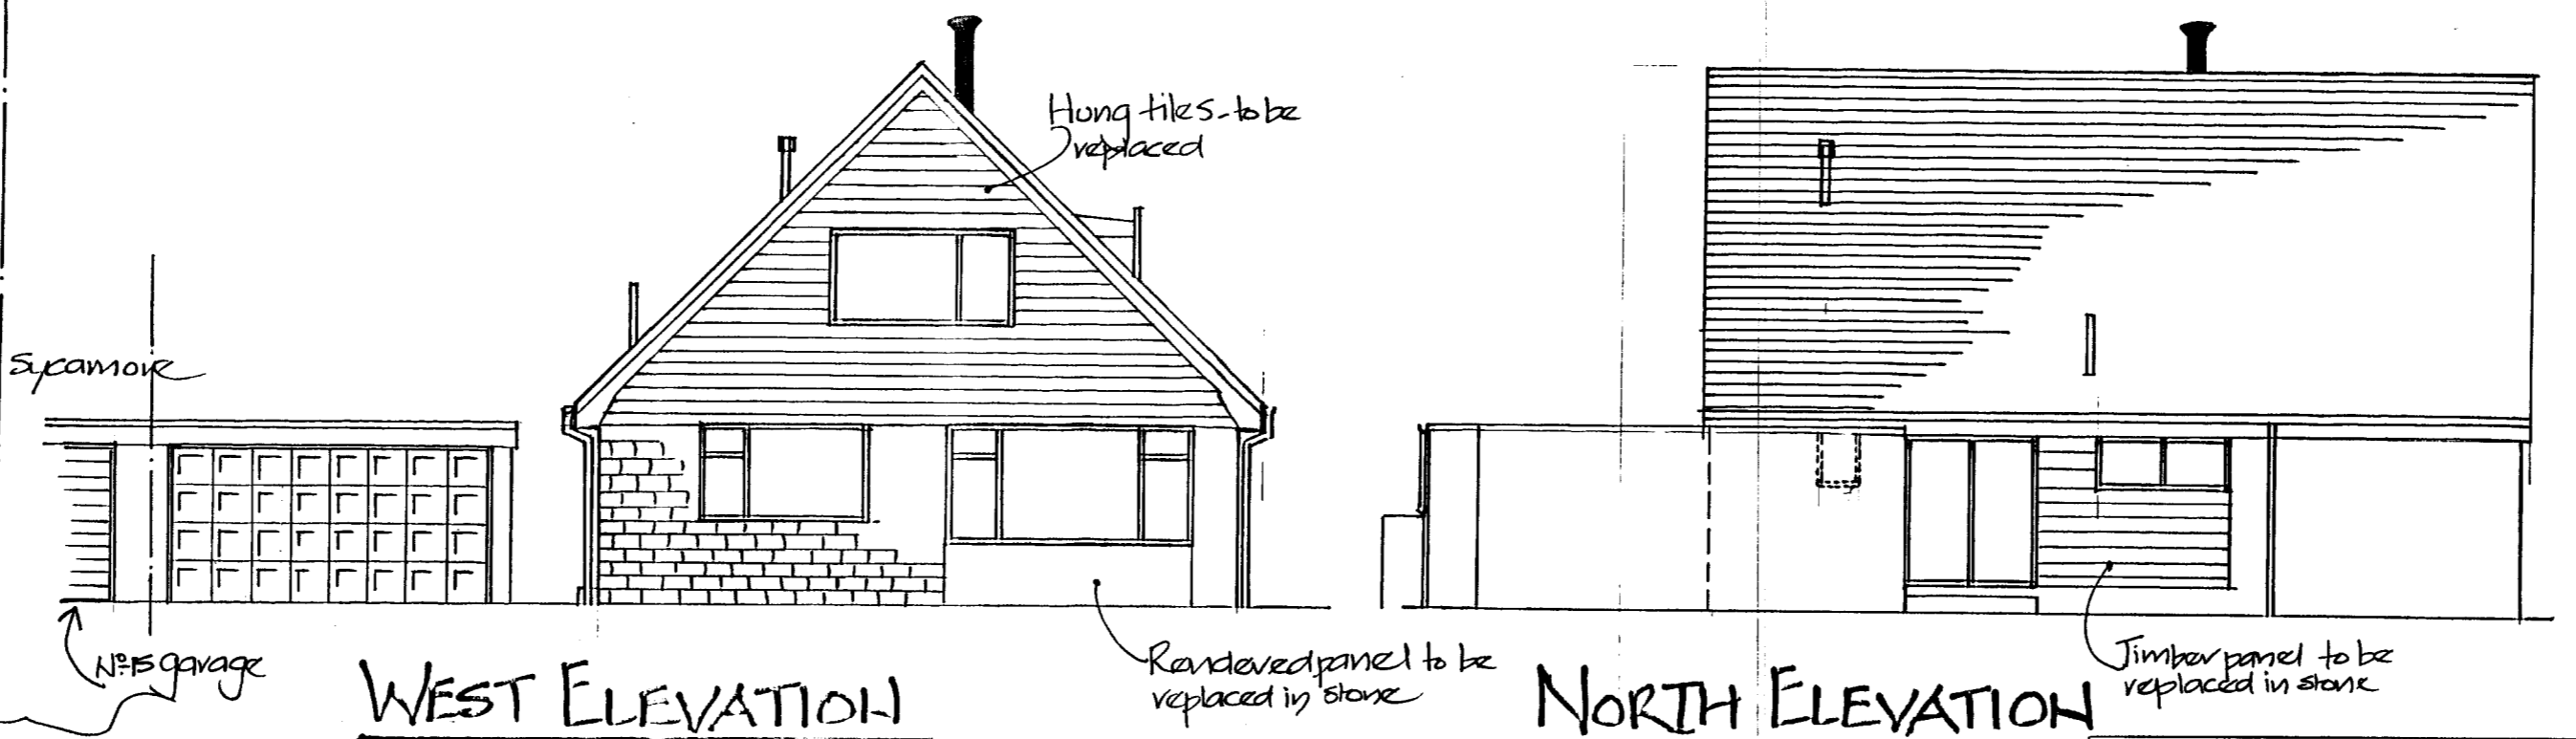 Hung tiles - to be
replaced
Sycamore
Nº 15 garage
WEST ELEVATION
Rendered panel to be
replaced in stone
NORTH ELEVATION
Timber panel to be
replaced in stone